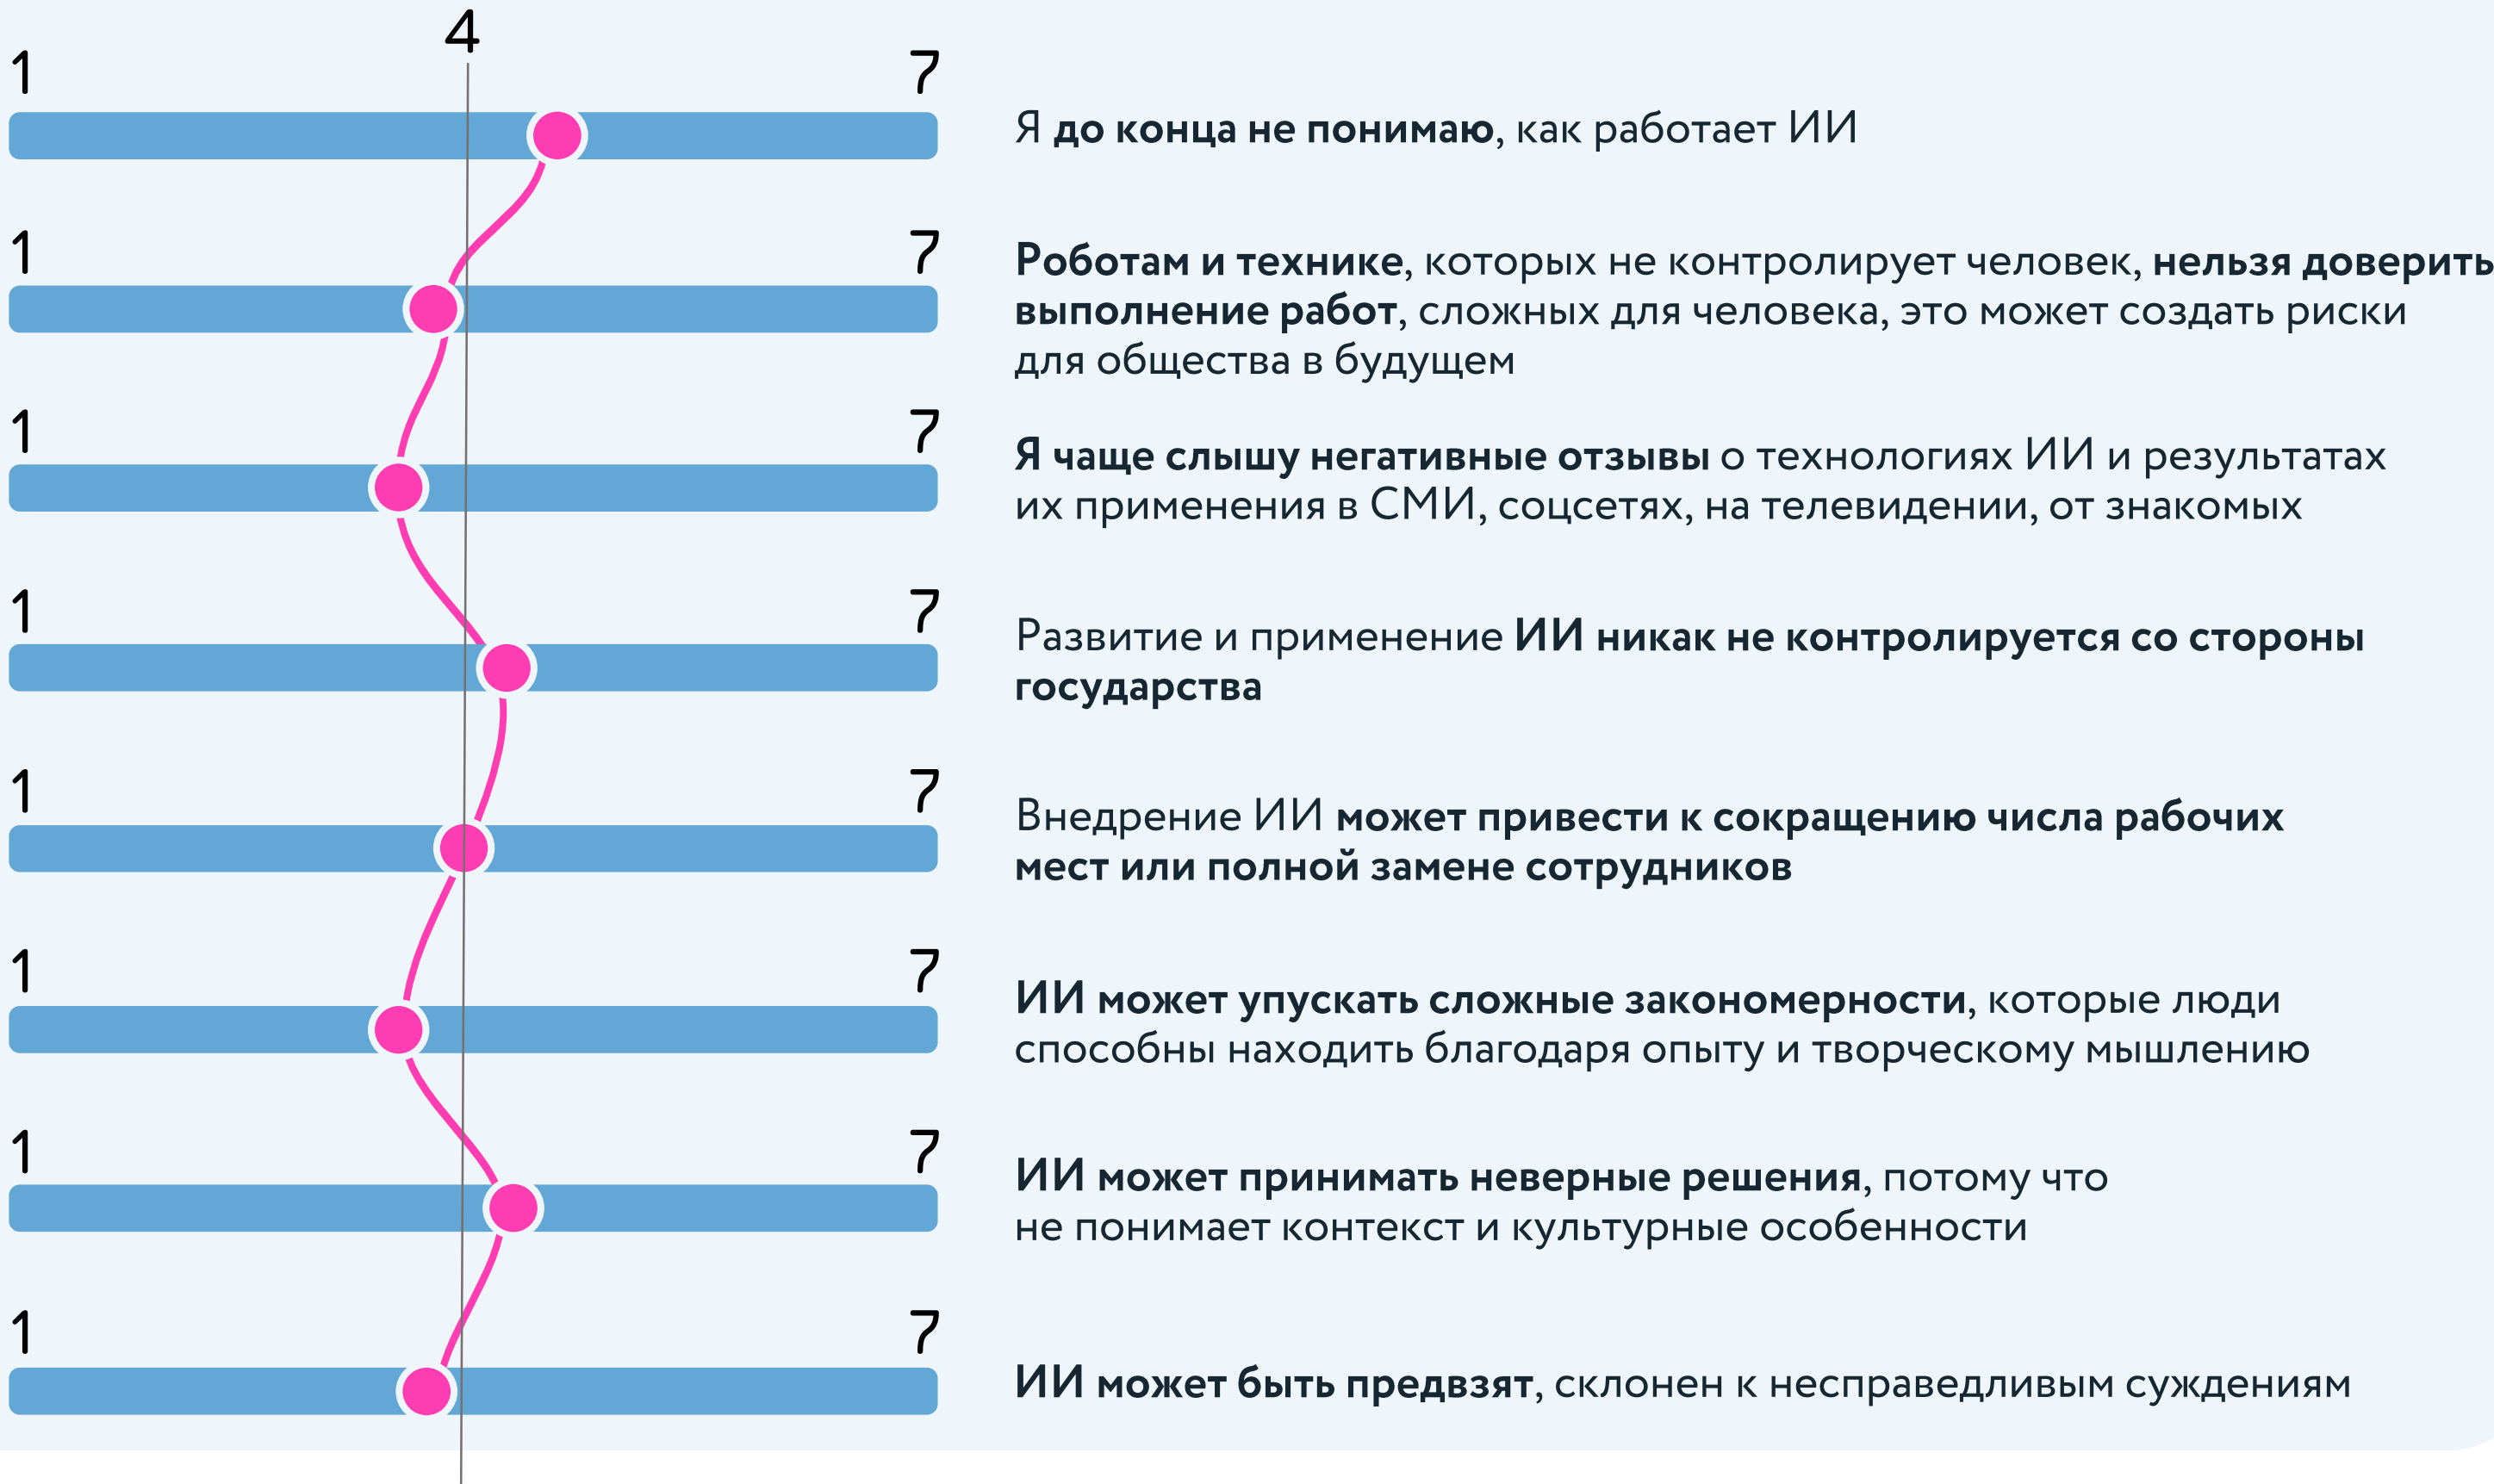 4
1 7
Я до конца не понимаю, как работает ИИ
1 7
Роботам и технике, которых не контролирует человек, нельзя доверить
выполнение работ, сложных для человека, это может создать риски
для общества в будущем
1 7
Я чаще слышу негативные отзывы о технологиях ИИ и результатах
их применения в СМИ, соцсетях, на телевидении, от знакомых
1 7
Развитие и применение ИИ никак не контролируется со стороны
государства
1 7
Внедрение ИИ может привести к сокращению числа рабочих
мест или полной замене сотрудников
1 7
ИИ может упускать сложные закономерности, которые люди
способны находить благодаря опыту и творческому мышлению
1 7
ИИ может принимать неверные решения, потому что
не понимает контекст и культурные особенности
1 7
ИИ может быть предвзят, склонен к несправедливым суждениям